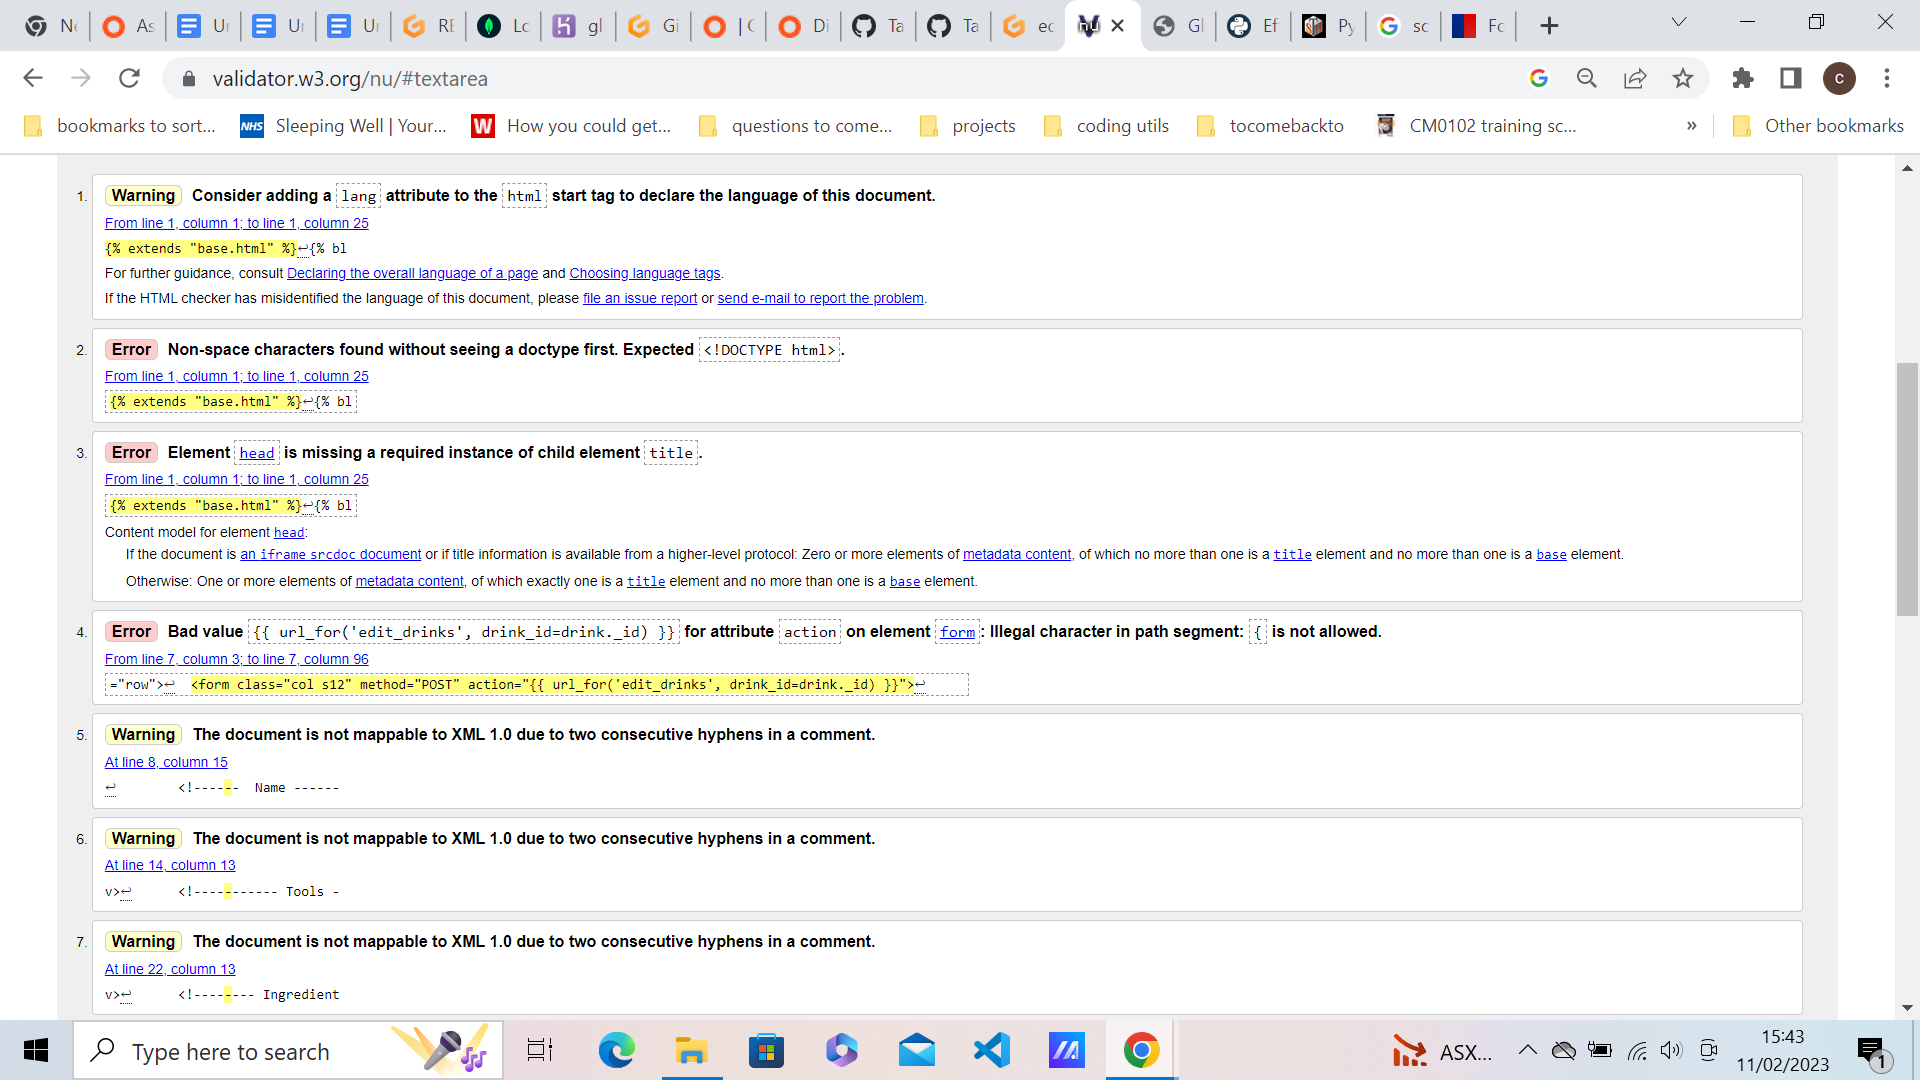 Ne
As
Ur
Ur
Ur
RE
Lo
gl
Gi
| C
Di
Ta
Ta
ec
Gl
Ef
Py
sc
Fc
validator.w3.org/nu/#textarea
c
bookmarks to sort...
NHS Sleeping Well | Your...
W How you could get...
questions to come...
projects
coding utils
tocomebackto
CM0102 training sc...
»
Other bookmarks
1. Warning Consider adding a lang attribute to the html start tag to declare the language of this document.
From line 1, column 1; to line 1, column 25
{% extends "base.html" %}↩{% bl
For further guidance, consult Declaring the overall language of a page and Choosing language tags.
If the HTML checker has misidentified the language of this document, please file an issue report or send e-mail to report the problem.
2. Error Non-space characters found without seeing a doctype first. Expected <!DOCTYPE html>.
From line 1, column 1; to line 1, column 25
{% extends "base.html" %}↩{% bl
3. Error Element head is missing a required instance of child element title.
From line 1, column 1; to line 1, column 25
{% extends "base.html" %}↩{% bl
Content model for element head:
If the document is an iframe srcdoc document or if title information is available from a higher-level protocol: Zero or more elements of metadata content, of which no more than one is a title element and no more than one is a base element.
Otherwise: One or more elements of metadata content, of which exactly one is a title element and no more than one is a base element.
4. Error Bad value {{ url_for('edit_drinks', drink_id=drink._id) }} for attribute action on element form: Illegal character in path segment: { is not allowed.
From line 7, column 3; to line 7, column 96
="row">↩ <form class="col s12" method="POST" action="{{ url_for('edit_drinks', drink_id=drink._id) }}">↩
5. Warning The document is not mappable to XML 1.0 due to two consecutive hyphens in a comment.
At line 8, column 15
↩ <!------ Name ------
6. Warning The document is not mappable to XML 1.0 due to two consecutive hyphens in a comment.
At line 14, column 13
v>↩ <!----------- Tools -
7. Warning The document is not mappable to XML 1.0 due to two consecutive hyphens in a comment.
At line 22, column 13
v>↩ <!-------- Ingredient
Type here to search
ASX...
15:43
11/02/2023
1